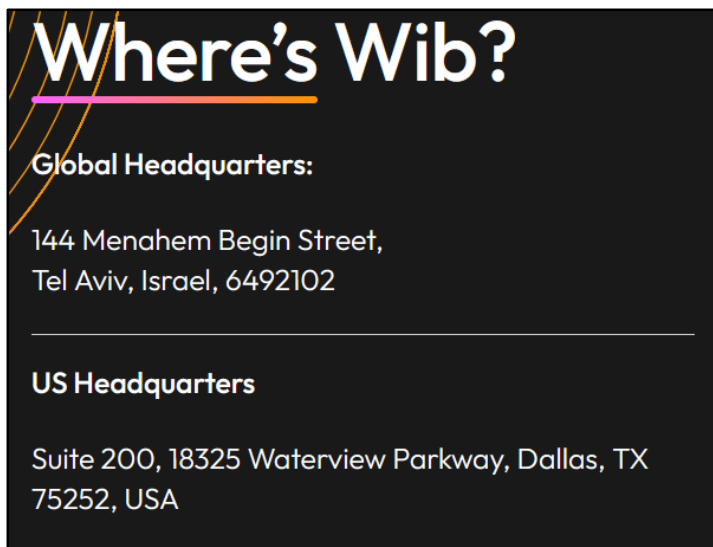 Where's Wib?
Global Headquarters:
144 Menahem Begin Street,
Tel Aviv, Israel, 6492102
US Headquarters
Suite 200, 18325 Waterview Parkway, Dallas, TX
75252, USA